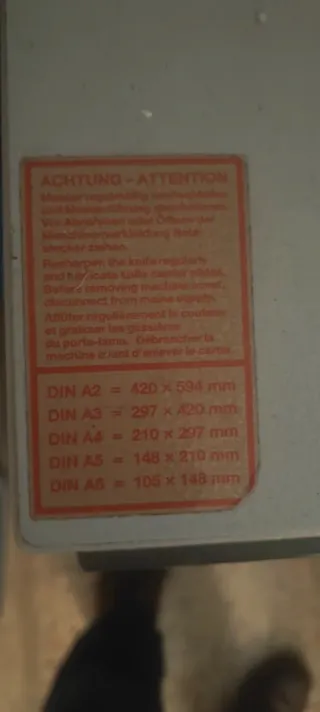 ACHTUNG - ATTENTION
Messer regelmäßig
Vor Abnehmen oder Öffnen der
Resharpen the knife regularly
and lubricate
Before removing machine cover,
disconnect from mains supply.
Affûter régulièrement le couteau
et graisser les glissières
du porte-lame. Débrancher la
machine avant d'enlever le carter.
DIN A2 = 420 x 594 mm
DIN A3 = 297 x 420 mm
DIN A4 = 210 x 297 mm
DIN A5 = 148 x 210 mm
DIN A6 = 105 x 148 mm